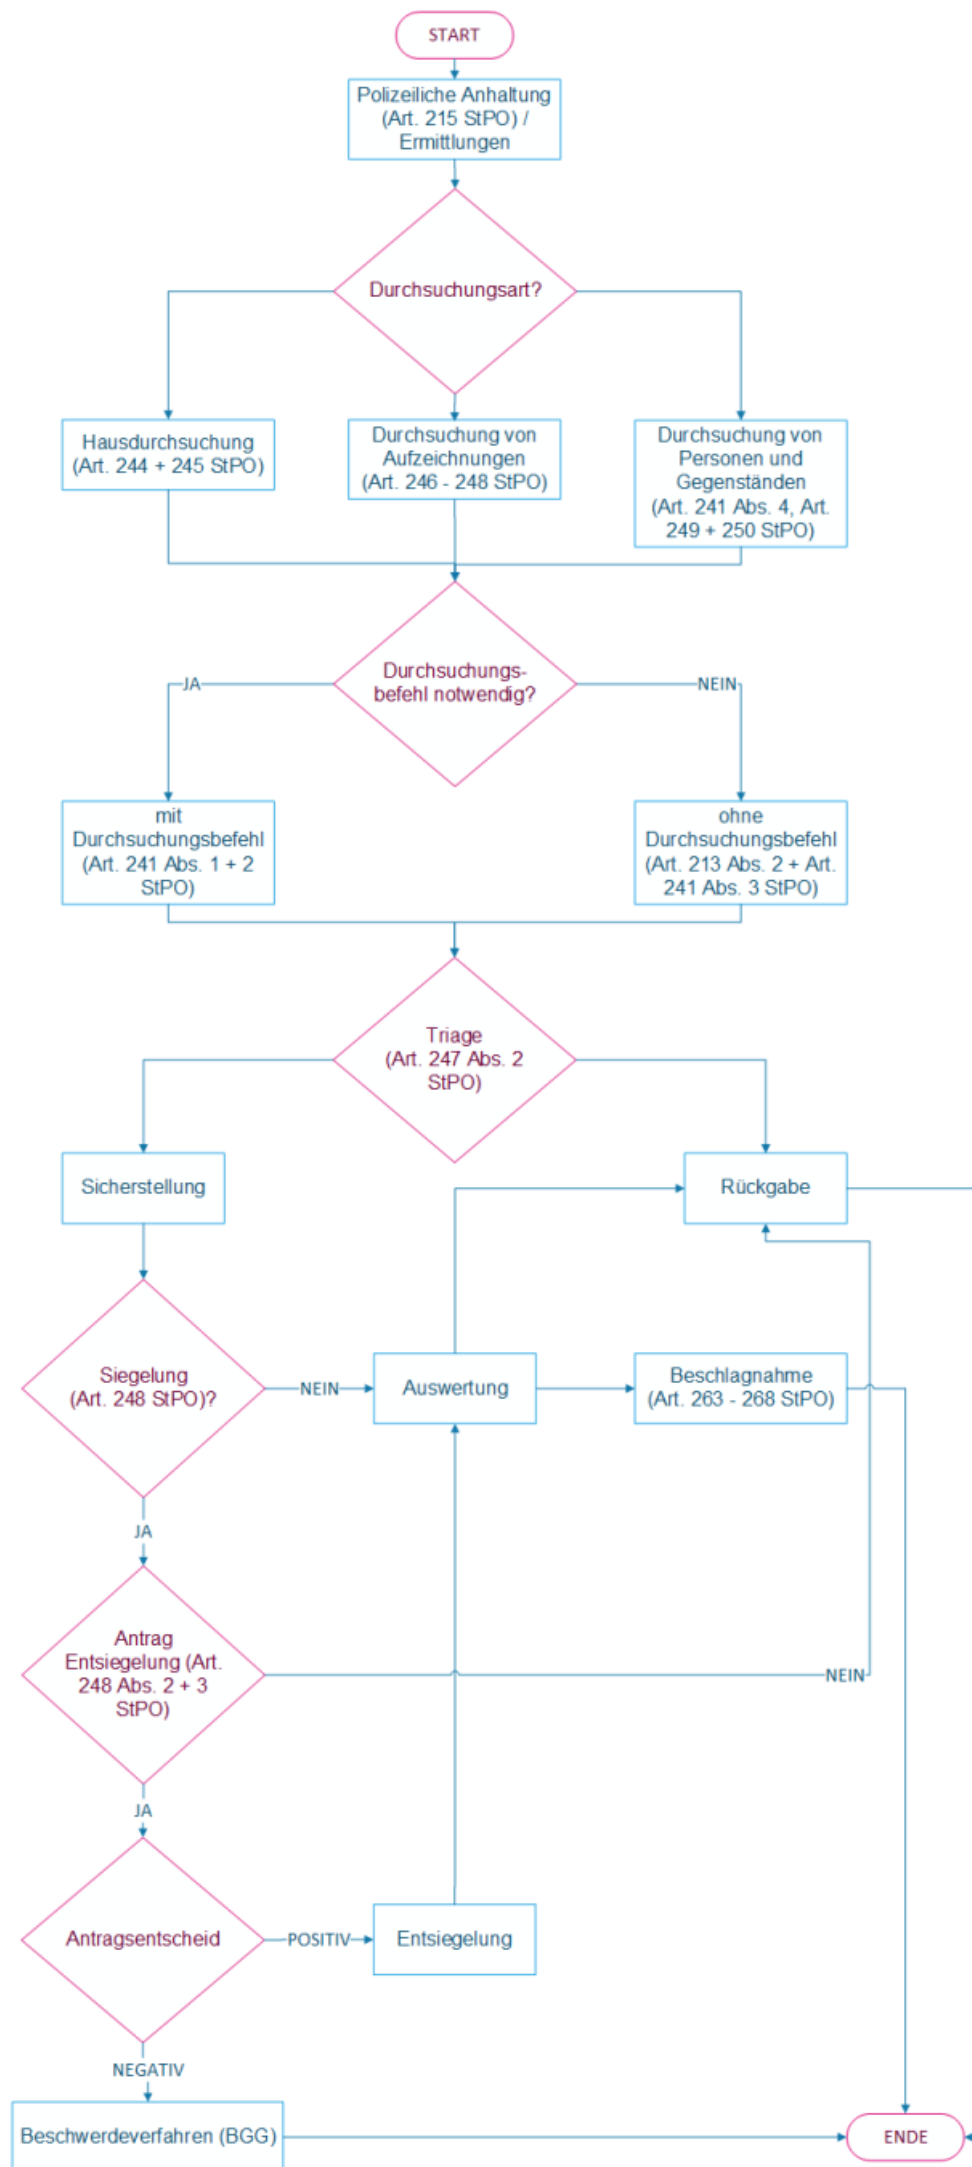 START
Polizeiliche Anhaltung
(Art. 215 StPO) /
Ermittlungen
Durchsuchungsart?
Hausdurchsuchung
(Art. 244 + 245 StPO)
Durchsuchung von
Aufzeichnungen
(Art. 246 - 248 StPO)
Durchsuchung von
Personen und
Gegenständen
(Art. 241 Abs. 4, Art.
249 + 250 StPO)
Durchsuchungs-
befehl notwendig?
JA
NEIN
mit
Durchsuchungsbefehl
(Art. 241 Abs. 1 + 2
StPO)
ohne
Durchsuchungsbefehl
(Art. 213 Abs. 2 + Art.
241 Abs. 3 StPO)
Triage
(Art. 247 Abs. 2
StPO)
Sicherstellung
Rückgabe
Siegelung
(Art. 248 StPO)?
NEIN
Auswertung
Beschlagnahme
(Art. 263 - 268 StPO)
JA
Antrag
Entsiegelung (Art.
248 Abs. 2 + 3
StPO)
NEIN
JA
Antragsentscheid
POSITIV
Entsiegelung
NEGATIV
Beschwerdeverfahren (BGG)
ENDE